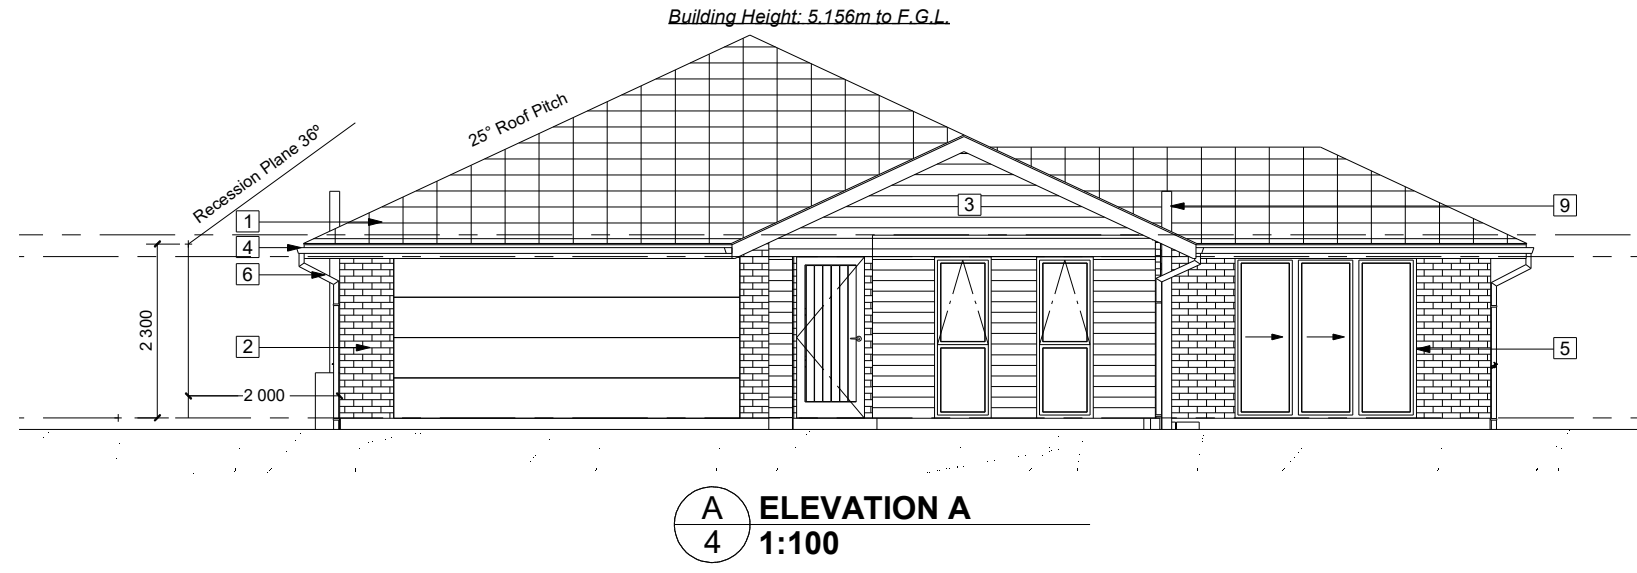 Building Height: 5.156m to F.G.L.
25° Roof Pitch
Recession Plane 36º
1
3
9
4
6
2 300
2
5
2 000
A ELEVATION A
4 1:100